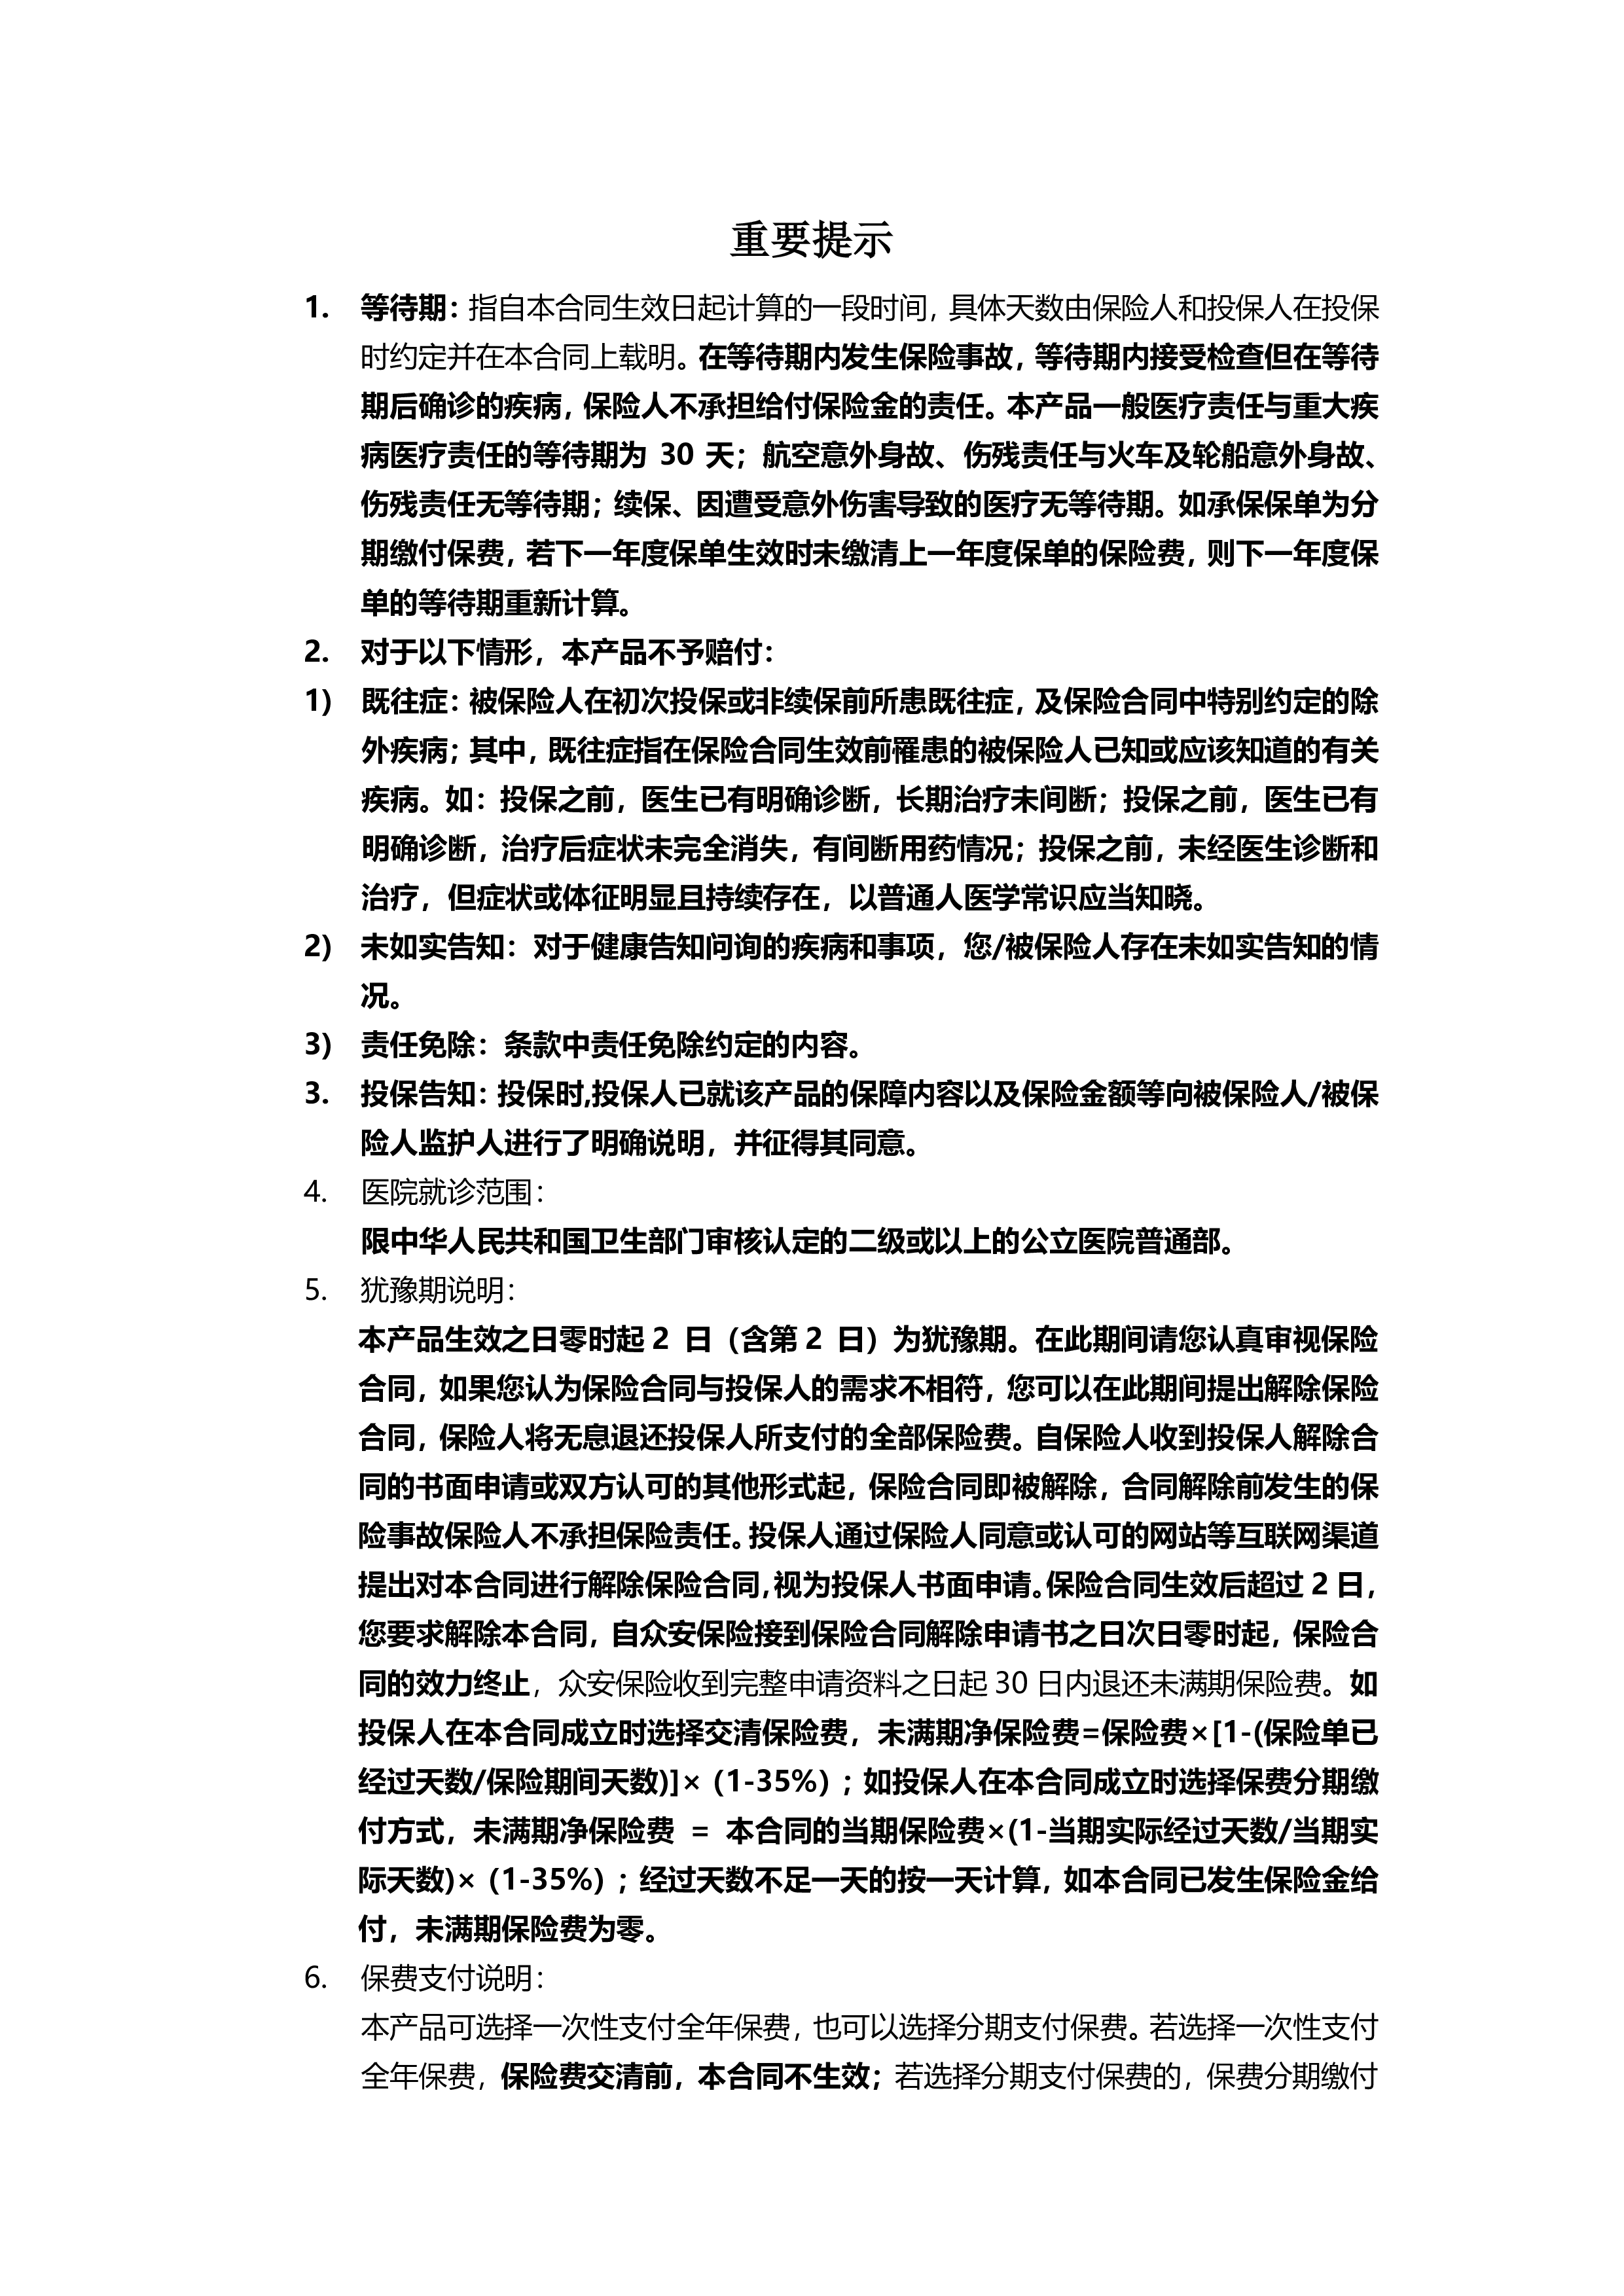 重要提示
1. 等待期：指自本合同生效日起计算的一段时间，具体天数由保险人和投保人在投保
时约定并在本合同上载明。在等待期内发生保险事故，等待期内接受检查但在等待
期后确诊的疾病，保险人不承担给付保险金的责任。本产品一般医疗责任与重大疾
病医疗责任的等待期为 30 天；航空意外身故、伤残责任与火车及轮船意外身故、
伤残责任无等待期；续保、因遭受意外伤害导致的医疗无等待期。如承保保单为分
期缴付保费，若下一年度保单生效时未缴清上一年度保单的保险费，则下一年度保
单的等待期重新计算。
2. 对于以下情形，本产品不予赔付：
1) 既往症：被保险人在初次投保或非续保前所患既往症，及保险合同中特别约定的除
外疾病；其中，既往症指在保险合同生效前罹患的被保险人已知或应该知道的有关
疾病。如：投保之前，医生已有明确诊断，长期治疗未间断；投保之前，医生已有
明确诊断，治疗后症状未完全消失，有间断用药情况；投保之前，未经医生诊断和
治疗，但症状或体征明显且持续存在，以普通人医学常识应当知晓。
2) 未如实告知：对于健康告知问询的疾病和事项，您/被保险人存在未如实告知的情
况。
3) 责任免除：条款中责任免除约定的内容。
3. 投保告知：投保时,投保人已就该产品的保障内容以及保险金额等向被保险人/被保
险人监护人进行了明确说明，并征得其同意。
4. 医院就诊范围：
限中华人民共和国卫生部门审核认定的二级或以上的公立医院普通部。
5. 犹豫期说明：
本产品生效之日零时起 2 日（含第 2 日）为犹豫期。在此期间请您认真审视保险
合同，如果您认为保险合同与投保人的需求不相符，您可以在此期间提出解除保险
合同，保险人将无息退还投保人所支付的全部保险费。自保险人收到投保人解除合
同的书面申请或双方认可的其他形式起，保险合同即被解除，合同解除前发生的保
险事故保险人不承担保险责任。投保人通过保险人同意或认可的网站等互联网渠道
提出对本合同进行解除保险合同，视为投保人书面申请。保险合同生效后超过 2 日，
您要求解除本合同，自众安保险接到保险合同解除申请书之日次日零时起，保险合
同的效力终止，众安保险收到完整申请资料之日起 30 日内退还未满期保险费。如
投保人在本合同成立时选择交清保险费，未满期净保险费=保险费×[1-(保险单已
经过天数/保险期间天数)]×（1-35%）；如投保人在本合同成立时选择保费分期缴
付方式，未满期净保险费 = 本合同的当期保险费×(1-当期实际经过天数/当期实
际天数)×（1-35%）；经过天数不足一天的按一天计算，如本合同已发生保险金给
付，未满期保险费为零。
6. 保费支付说明：
本产品可选择一次性支付全年保费，也可以选择分期支付保费。若选择一次性支付
全年保费，保险费交清前，本合同不生效；若选择分期支付保费的，保费分期缴付